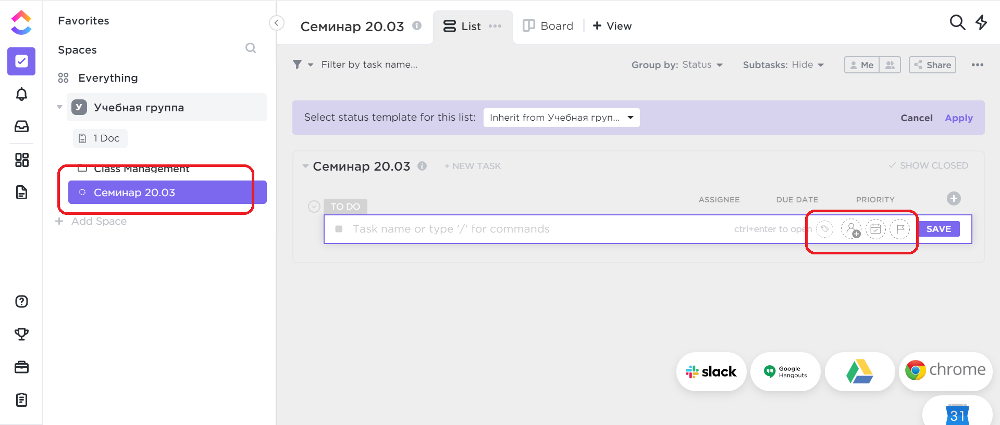 Favorites
Spaces
Everything
У Учебная группа
1 Doc
Class Management
Семинар 20.03
+ Add Space
Семинар 20.03
List
Board
+ View
Filter by task name...
Group by: Status
Subtasks: Hide
Me
Share
Select status template for this list: Inherit from Учебная груп...
Cancel Apply
Семинар 20.03
+ NEW TASK
SHOW CLOSED
TO DO
ASSIGNEE DUE DATE PRIORITY
Task name or type '/' for commands
ctrl+enter to open
SAVE
slack
Google
Hangouts
chrome
31